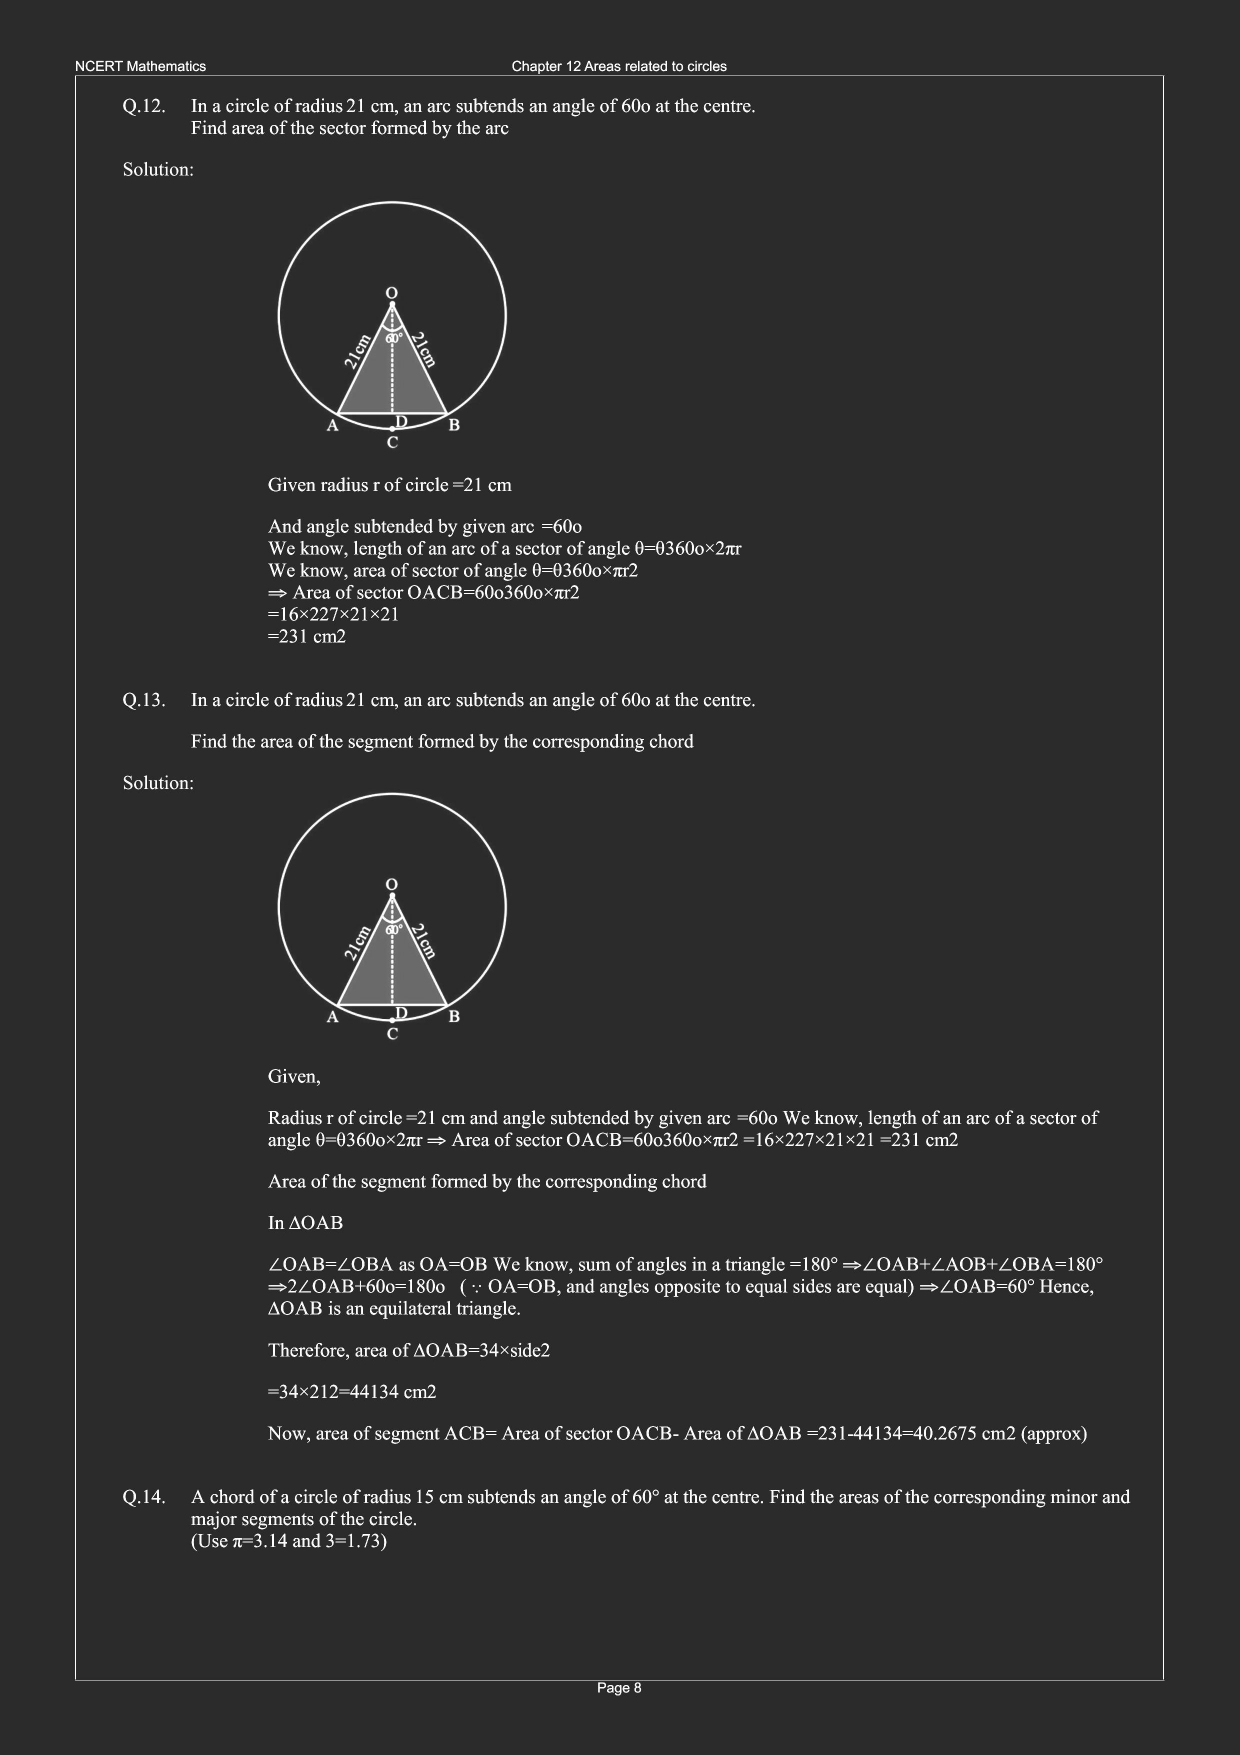 NCERT Mathematics
Chapter 12 Areas related to circles
Q.12. In a circle of radius 21 cm, an arc subtends an angle of 60o at the centre.
Find area of the sector formed by the arc
Solution:
O
60°
21cm
21cm
A
D
B
C
Given radius r of circle =21 cm
And angle subtended by given arc =60o
We know, length of an arc of a sector of angle θ=θ360o×2πr
We know, area of sector of angle θ=θ360o×πr2
⇒ Area of sector OACB=60o360o×πr2
=16×227×21×21
=231 cm2
Q.13. In a circle of radius 21 cm, an arc subtends an angle of 60o at the centre.
Find the area of the segment formed by the corresponding chord
Solution:
O
60°
21cm
21cm
A
D
B
C
Given,
Radius r of circle =21 cm and angle subtended by given arc =60o We know, length of an arc of a sector of
angle θ=θ360o×2πr ⇒ Area of sector OACB=60o360o×πr2 =16×227×21×21 =231 cm2
Area of the segment formed by the corresponding chord
In ΔOAB
∠OAB=∠OBA as OA=OB We know, sum of angles in a triangle =180° ⇒∠OAB+∠AOB+∠OBA=180°
⇒2∠OAB+60o=180o ( ∵ OA=OB, and angles opposite to equal sides are equal) ⇒∠OAB=60° Hence,
ΔOAB is an equilateral triangle.
Therefore, area of ΔOAB=34×side2
=34×212=44134 cm2
Now, area of segment ACB= Area of sector OACB- Area of ΔOAB =231-44134=40.2675 cm2 (approx)
Q.14. A chord of a circle of radius 15 cm subtends an angle of 60° at the centre. Find the areas of the corresponding minor and
major segments of the circle.
(Use π=3.14 and 3=1.73)
Page 8